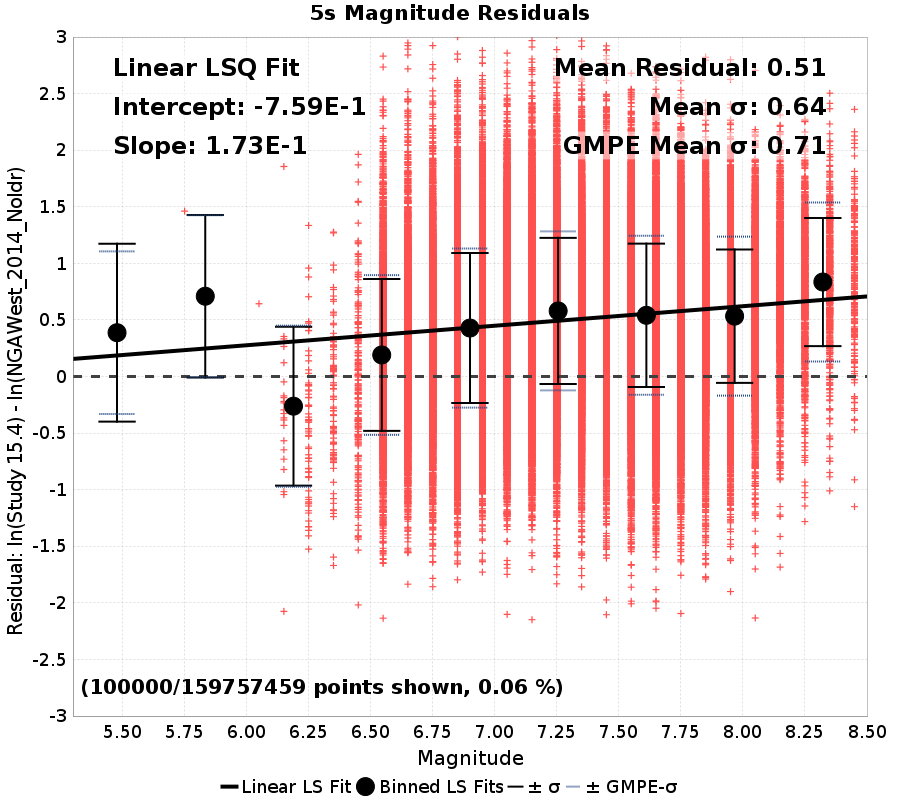 5s Magnitude Residuals
Linear LSQ Fit
Intercept: -7.59E-1
Slope: 1.73E-1
Mean Residual: 0.51
Mean σ: 0.64
GMPE Mean σ: 0.71
Residual: ln(Study 15.4) - ln(NGAWest_2014_NoIdr)
3
2.5
2
1.5
1
0.5
0
-0.5
-1
-1.5
-2
-2.5
-3
(100000/159757459 points shown, 0.06 %)
5.50 5.75 6.00 6.25 6.50 6.75 7.00 7.25 7.50 7.75 8.00 8.25 8.50
Magnitude
Linear LS Fit Binned LS Fits ± σ ± GMPE-σ